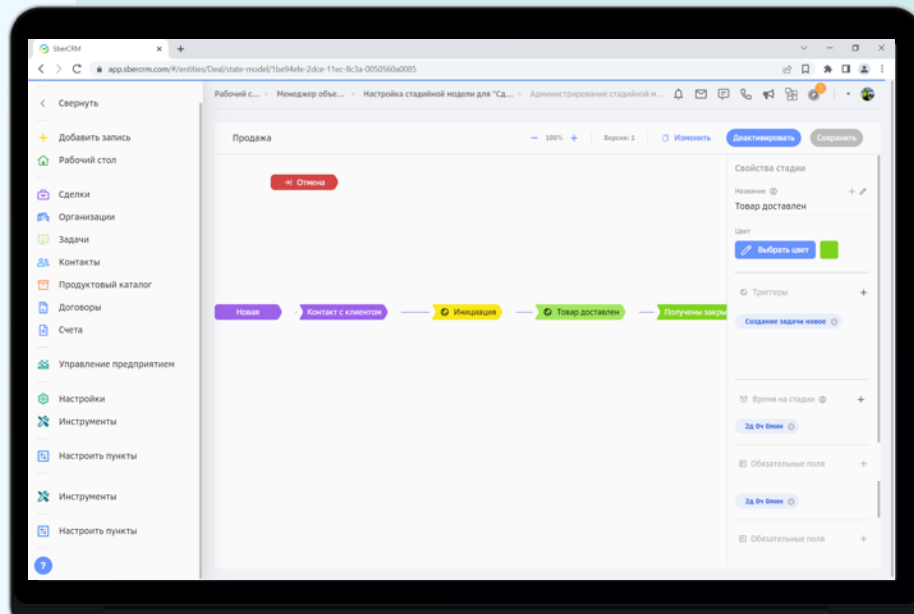 SberCRM
app.sbercrm.com/#/entities/Deal/state-model/1be94efe-2dce-11ec-8c3a-0050560a0085
Свернуть
Рабочий с...
Менеджер объе...
Настройка стадийной модели для "Сд...
Администрирование стадийной м...
Добавить запись
Рабочий стол
Сделки
Организации
Задачи
Контакты
Продуктовый каталог
Договоры
Счета
Управление предприятием
Настройки
Инструменты
Настроить пункты
Инструменты
Настроить пункты
?
Продажа
100%
Версия: 1
Изменить
Деактивировать
Сохранить
Отмена
Новая
Контакт с клиентом
Инициация
Товар доставлен
Получены закры
Свойства стадии
Название
Товар доставлен
Цвет
Выбрать цвет
Триггеры
Создание задачи новое
Время на стадии
2д 0ч 0мин
Обязательные поля
2д 0ч 0мин
Обязательные поля